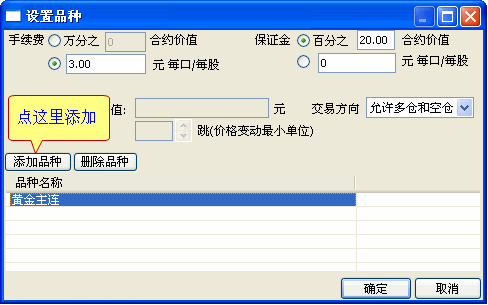 设置品种
手续费 万分之 0 合约价值 保证金 百分之 20.00 合约价值
3.00 元 每口/每股 0 元 每口/每股
点这里添加
值: 元 交易方向 允许多仓和空仓
跳(价格变动最小单位)
添加品种 删除品种
品种名称
黄金主连
确定 取消